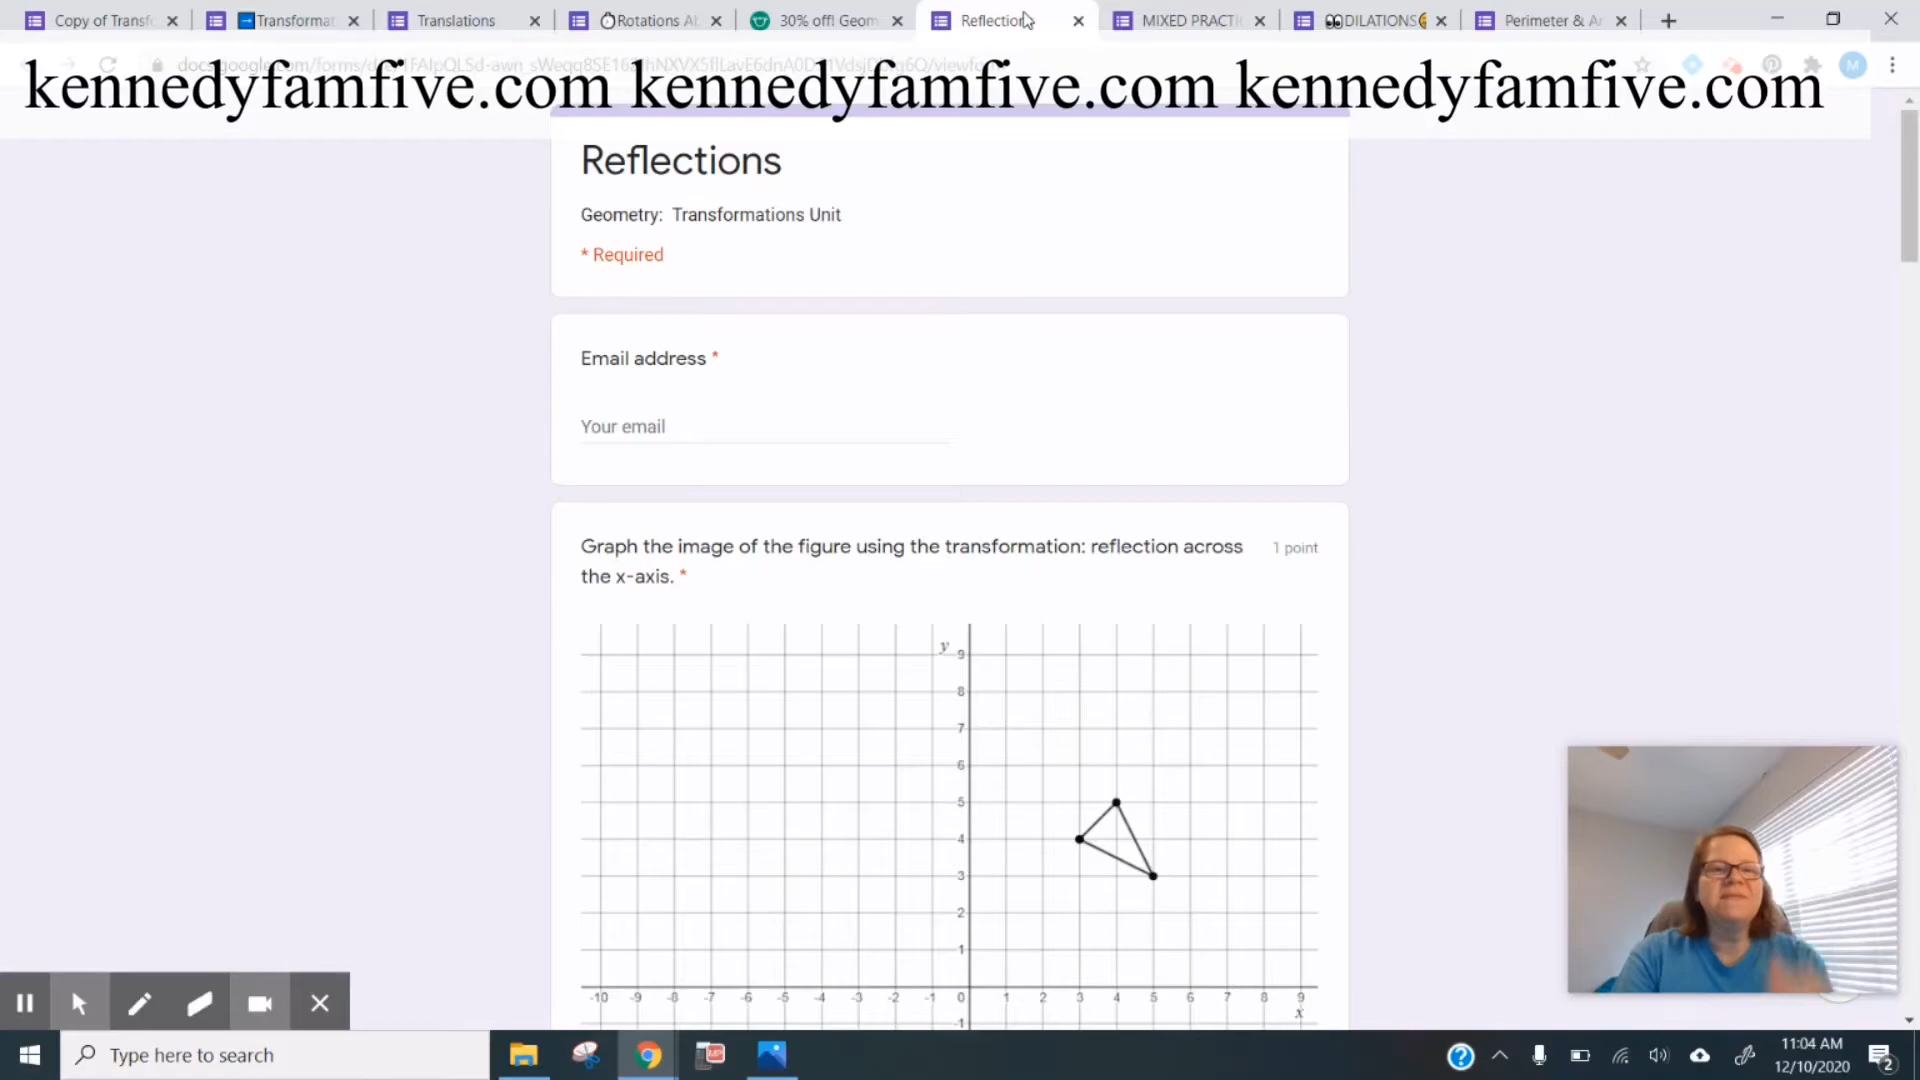 Copy of Transf
Transformat
Translations
Rotations A
30% off! Geom
Reflection
MIXED PRACTI
DILATIONS
Perimeter & A
kennedyfamfive.com kennedyfamfive.com kennedyfamfive.com
M
Reflections
Geometry: Transformations Unit
* Required
Email address *
Your email
Graph the image of the figure using the transformation: reflection across
the x-axis. *
1 point
y
9
8
7
6
5
4
3
2
1
-10 -9 -8 -7 -6 -5 -4 -3 -2 -1 0 1 2 3 4 5 6 7 8 9
x
-1
Type here to search
11:04 AM
12/10/2020
2